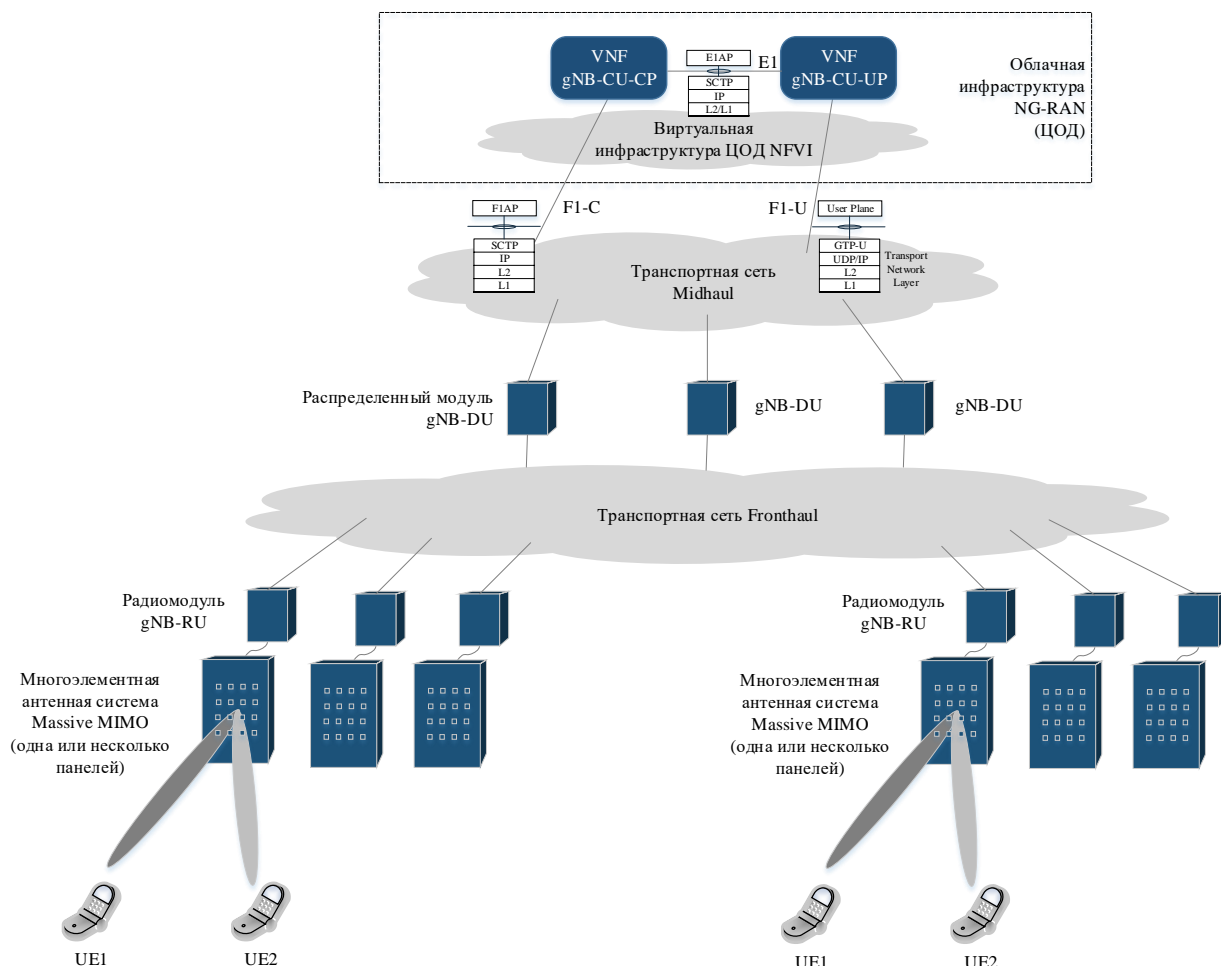 VNF
gNB-CU-CP
E1AP
E1
SCTP
IP
L2/L1
VNF
gNB-CU-UP
Облачная
инфраструктура
NG-RAN
(ЦОД)
Виртуальная
инфраструктура ЦОД NFVI
F1AP
F1-C
SCTP
IP
L2
L1
F1-U
User Plane
GTP-U
UDP/IP
L2
L1
Transport
Network
Layer
Транспортная сеть
Midhaul
Распределенный модуль
gNB-DU
gNB-DU
gNB-DU
Транспортная сеть Fronthaul
Радиомодуль
gNB-RU
Радиомодуль
gNB-RU
Многоэлементная
антенная система
Massive MIMO
(одна или несколько
панелей)
Многоэлементная
антенная система
Massive MIMO
(одна или несколько
панелей)
UE1
UE2
UE1
UE2